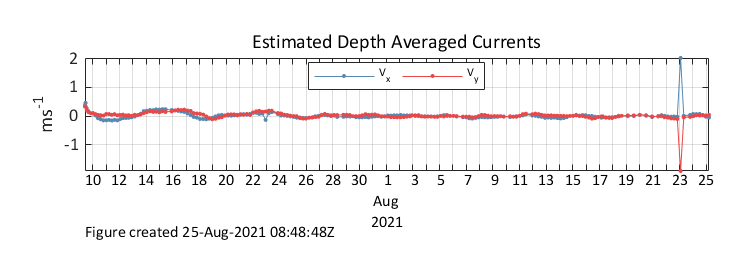 Estimated Depth Averaged Currents
Vx Vy
ms-1
2
1
0
-1
10 12 14 16 18 20 22 24 26 28 30 1 3 5 7 9 11 13 15 17 19 21 23 25
Aug
2021
Figure created 25-Aug-2021 08:48:48Z